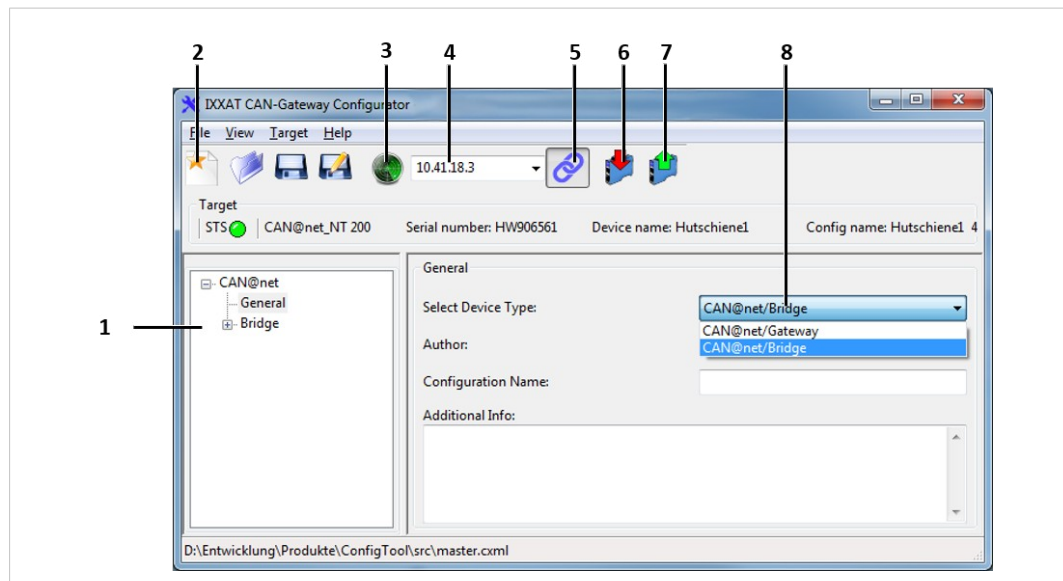 2 3 4 5 6 7 8
IXXAT CAN-Gateway Configurator
File View Target Help
10.41.18.3
Target
STS CAN@net_NT 200 Serial number: HW906561 Device name: Hutschiene1 Config name: Hutschiene1 4
1
CAN@net
General
Bridge
General
Select Device Type: CAN@net/Bridge
CAN@net/Gateway
CAN@net/Bridge
Author:
Configuration Name:
Additional Info:
D:\Entwicklung\Produkte\ConfigTool\src\master.cxml